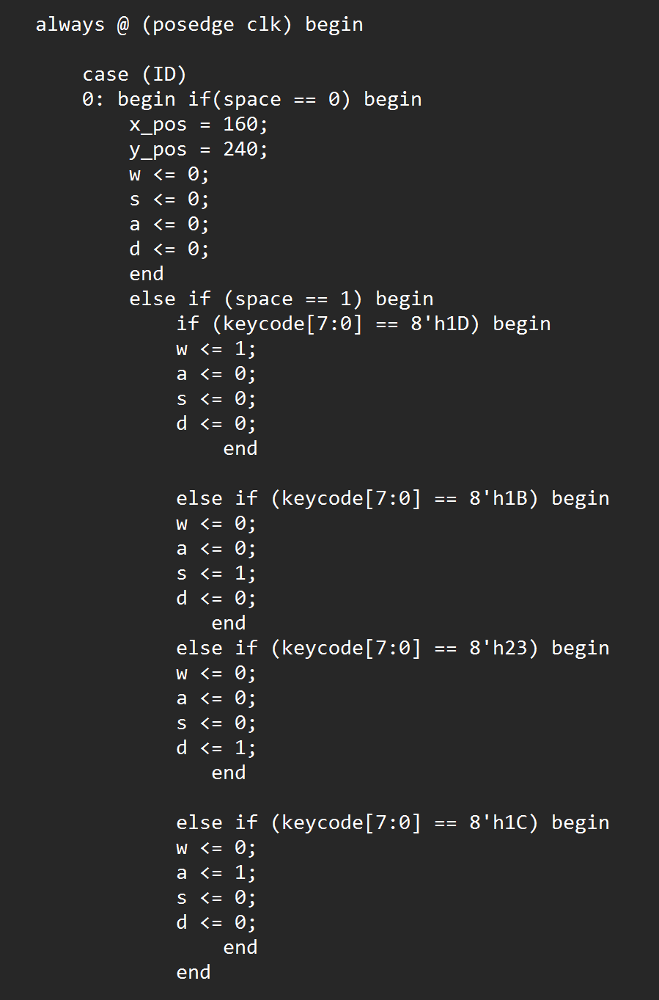 always @ (posedge clk) begin
case (ID)
0: begin if(space == 0) begin
x_pos = 160;
y_pos = 240;
w <= 0;
s <= 0;
a <= 0;
d <= 0;
end
else if (space == 1) begin
if (keycode[7:0] == 8'h1D) begin
w <= 1;
a <= 0;
s <= 0;
d <= 0;
end
else if (keycode[7:0] == 8'h1B) begin
w <= 0;
a <= 0;
s <= 1;
d <= 0;
end
else if (keycode[7:0] == 8'h23) begin
w <= 0;
a <= 0;
s <= 0;
d <= 1;
end
else if (keycode[7:0] == 8'h1C) begin
w <= 0;
a <= 1;
s <= 0;
d <= 0;
end
end